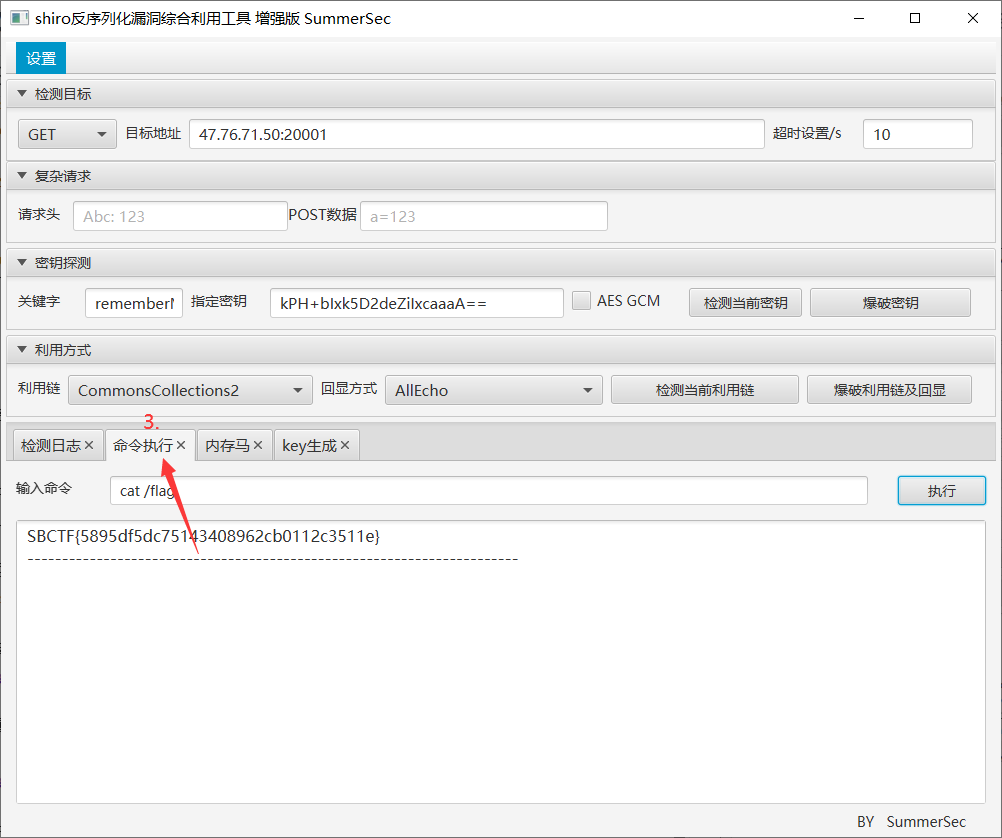 shiro反序列化漏洞综合利用工具 增强版 SummerSec
设置
检测目标
GET 目标地址 47.76.71.50:20001 超时设置/s 10
复杂请求
请求头 Abc: 123 POST数据 a=123
密钥探测
关键字 指定密钥 kPH+bIxk5D2deZiIxcaaaA== AES GCM 检测当前密钥 爆破密钥
利用方式
利用链 CommonsCollections2 回显方式 AllEcho 检测当前利用链 爆破利用链及回显
3.
检测日志 命令执行 内存马 key生成
输入命令 cat /flag 执行
SBCTF{5895df5dc75143408962cb0112c3511e}
BY SummerSec